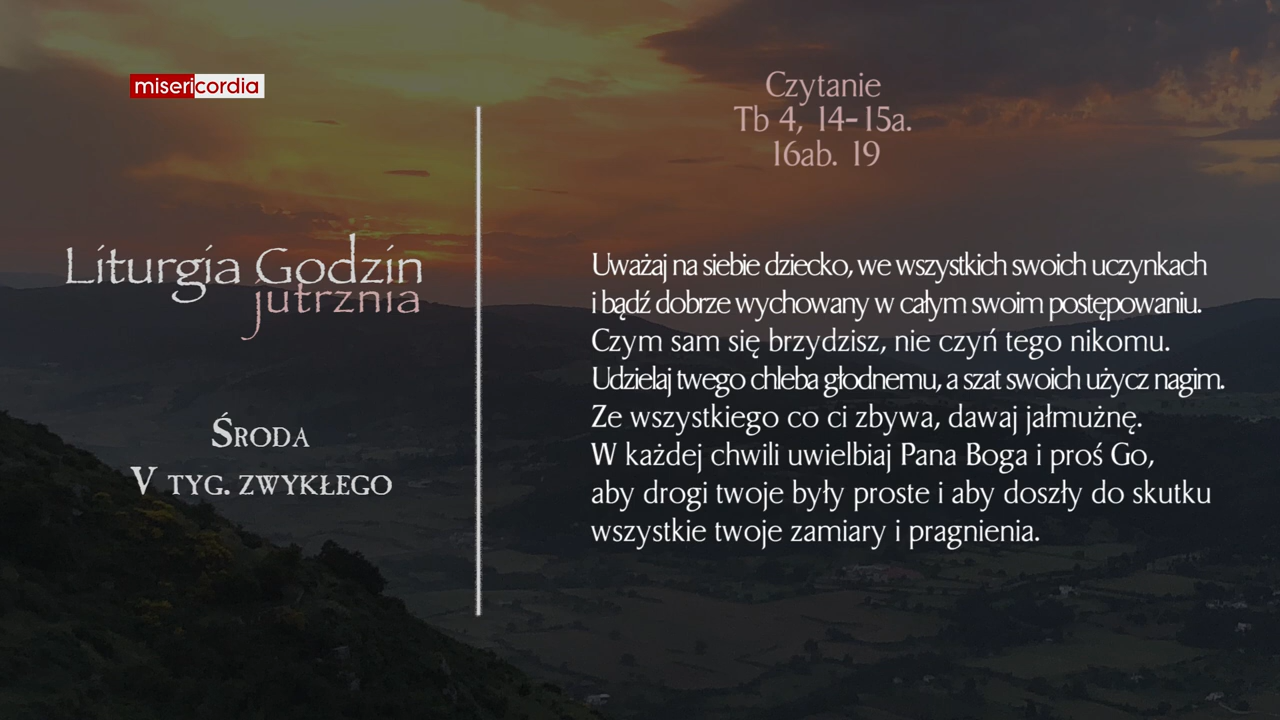 misericordia
Liturgia Godzin
jutrznia
Środa
V tyg. zwykłego
Czytanie
Tb 4, 14-15a.
16ab. 19
Uważaj na siebie dziecko, we wszystkich swoich uczynkach
i bądź dobrze wychowany w całym swoim postępowaniu.
Czym sam się brzydzisz, nie czyń tego nikomu.
Udzielaj twego chleba głodnemu, a szat swoich użycz nagim.
Ze wszystkiego co ci zbywa, dawaj jałmużnę.
W każdej chwili uwielbiaj Pana Boga i proś Go,
aby drogi twoje były proste i aby doszły do skutku
wszystkie twoje zamiary i pragnienia.